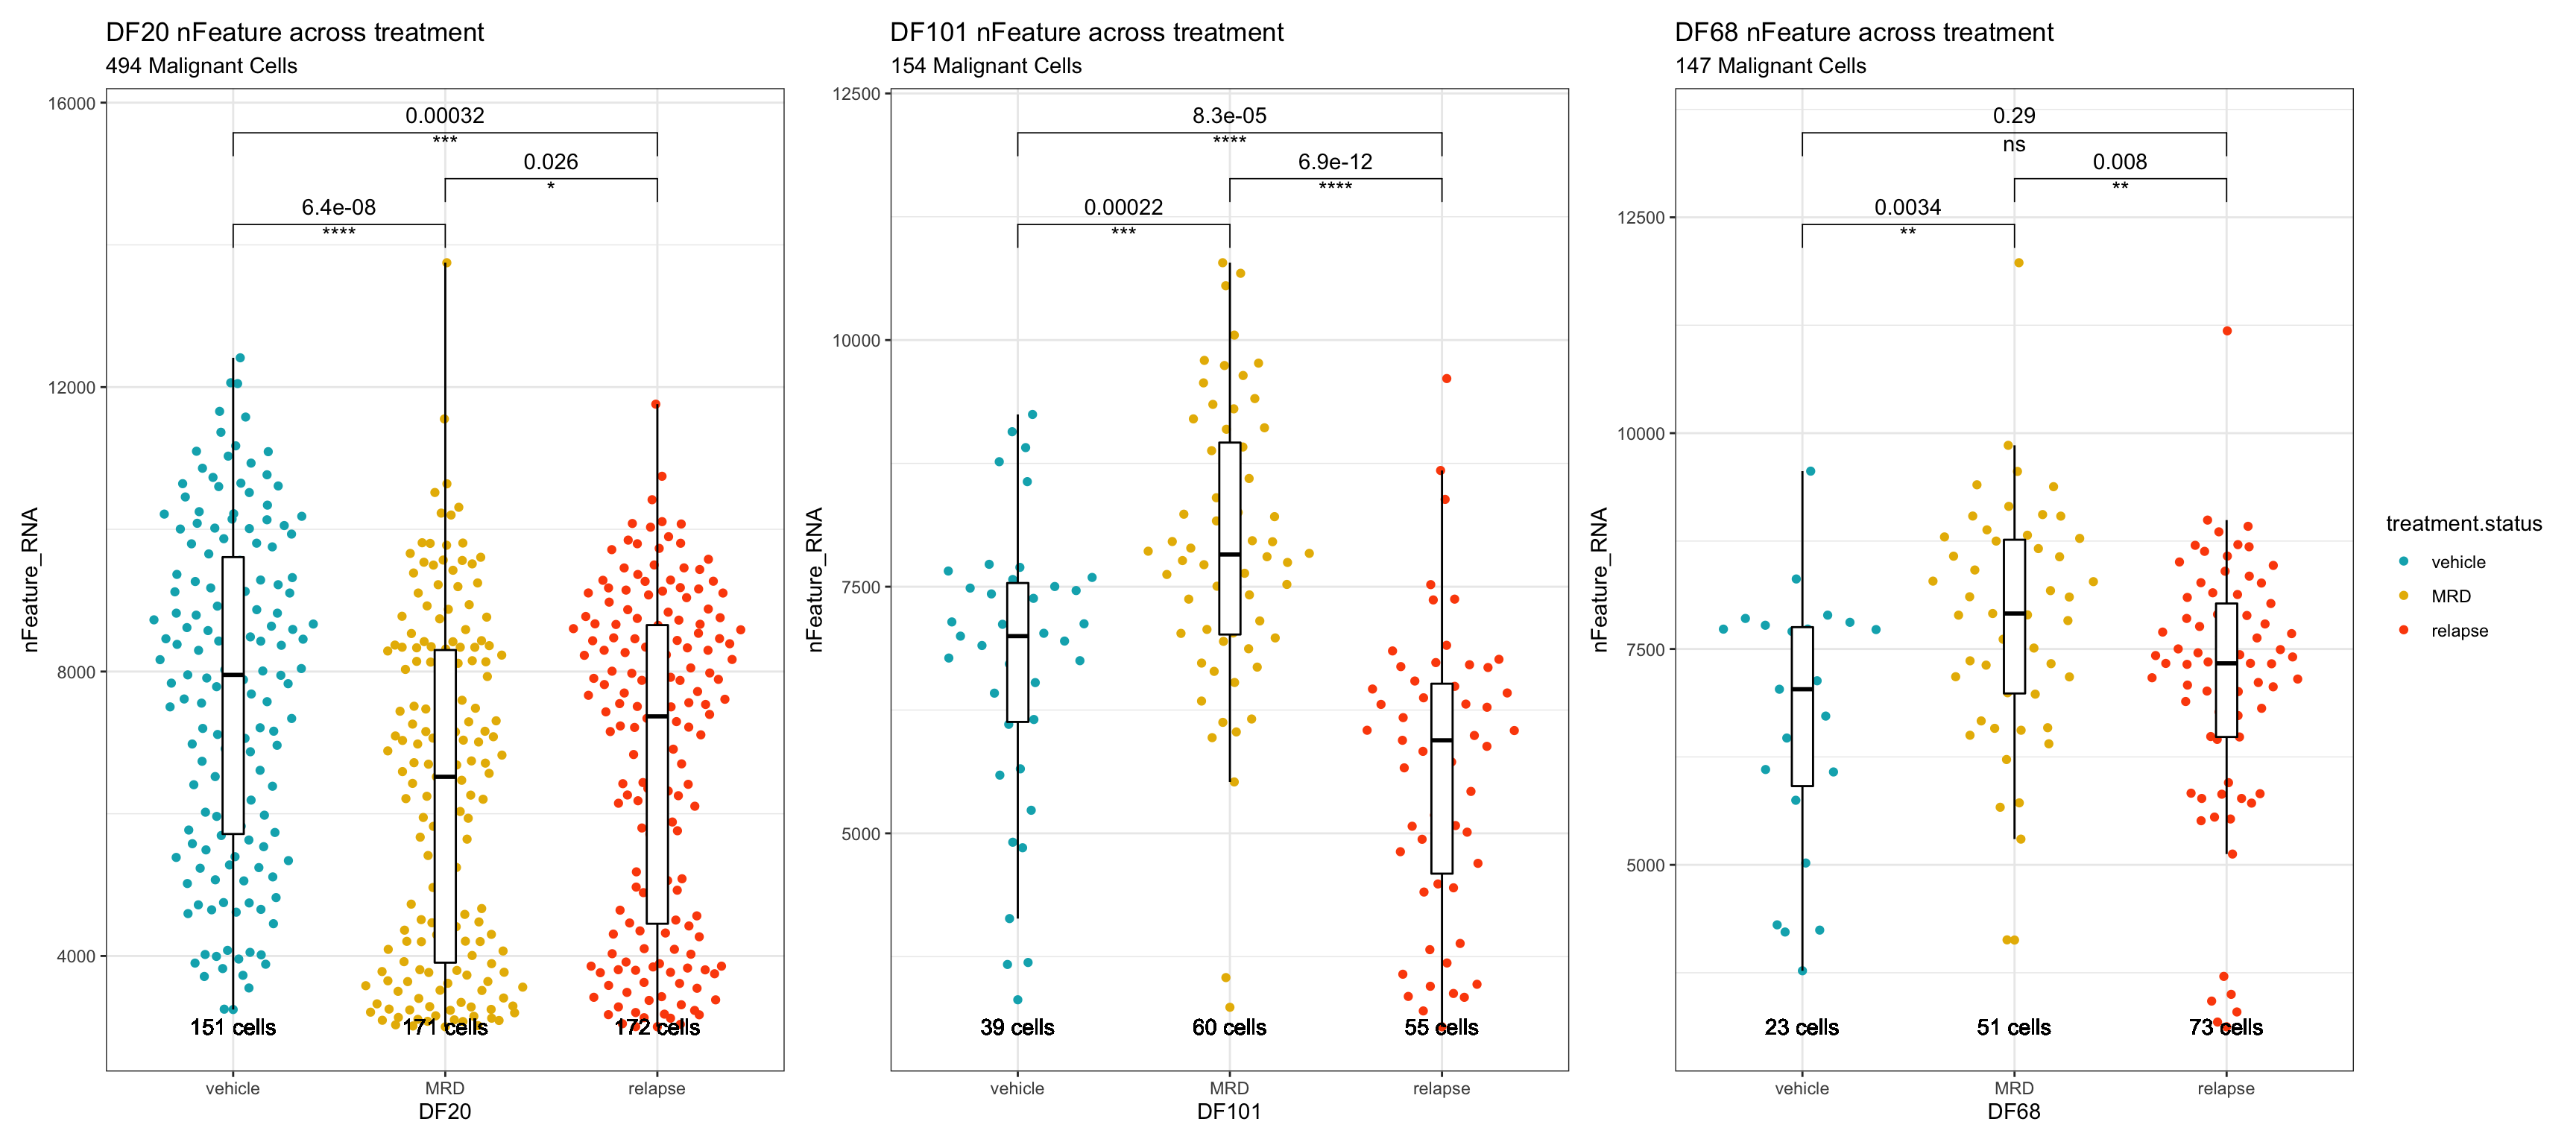 DF20 nFeature across treatment
494 Malignant Cells
nFeature_RNA
16000
12000
8000
4000
0.00032
***
0.026
*
6.4e-08
****
151 cells
171 cells
172 cells
vehicle
MRD
relapse
DF20
DF101 nFeature across treatment
154 Malignant Cells
nFeature_RNA
12500
10000
7500
5000
8.3e-05
****
6.9e-12
****
0.00022
***
39 cells
60 cells
55 cells
vehicle
MRD
relapse
DF101
DF68 nFeature across treatment
147 Malignant Cells
nFeature_RNA
12500
10000
7500
5000
0.29
ns
0.008
**
0.0034
**
23 cells
51 cells
73 cells
vehicle
MRD
relapse
DF68
treatment.status
vehicle
MRD
relapse